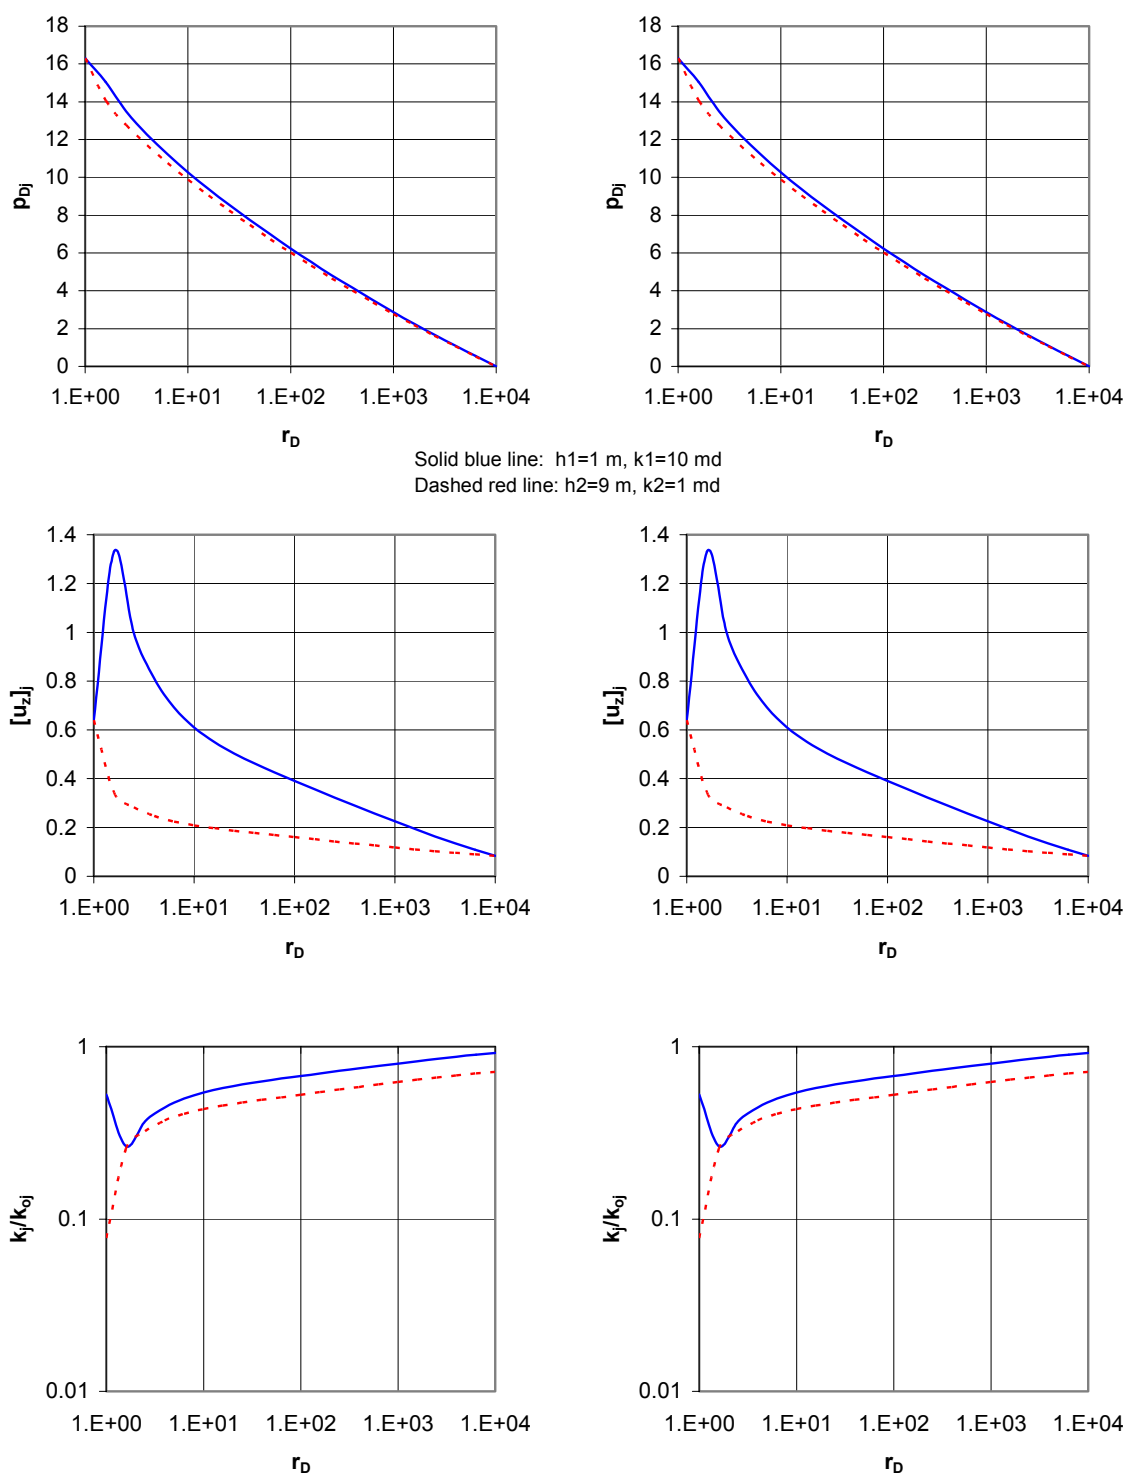 18
16
14
12
10
8
6
4
2
0
pDj
1.E+00 1.E+01 1.E+02 1.E+03 1.E+04
rD
18
16
14
12
10
8
6
4
2
0
pDj
1.E+00 1.E+01 1.E+02 1.E+03 1.E+04
rD
Solid blue line: h1=1 m, k1=10 md
Dashed red line: h2=9 m, k2=1 md
1.4
1.2
1
0.8
0.6
0.4
0.2
0
[uz]j
1.E+00 1.E+01 1.E+02 1.E+03 1.E+04
rD
1.4
1.2
1
0.8
0.6
0.4
0.2
0
[uz]j
1.E+00 1.E+01 1.E+02 1.E+03 1.E+04
rD
1
0.1
0.01
kj/koj
1.E+00 1.E+01 1.E+02 1.E+03 1.E+04
rD
1
0.1
0.01
kj/koj
1.E+00 1.E+01 1.E+02 1.E+03 1.E+04
rD